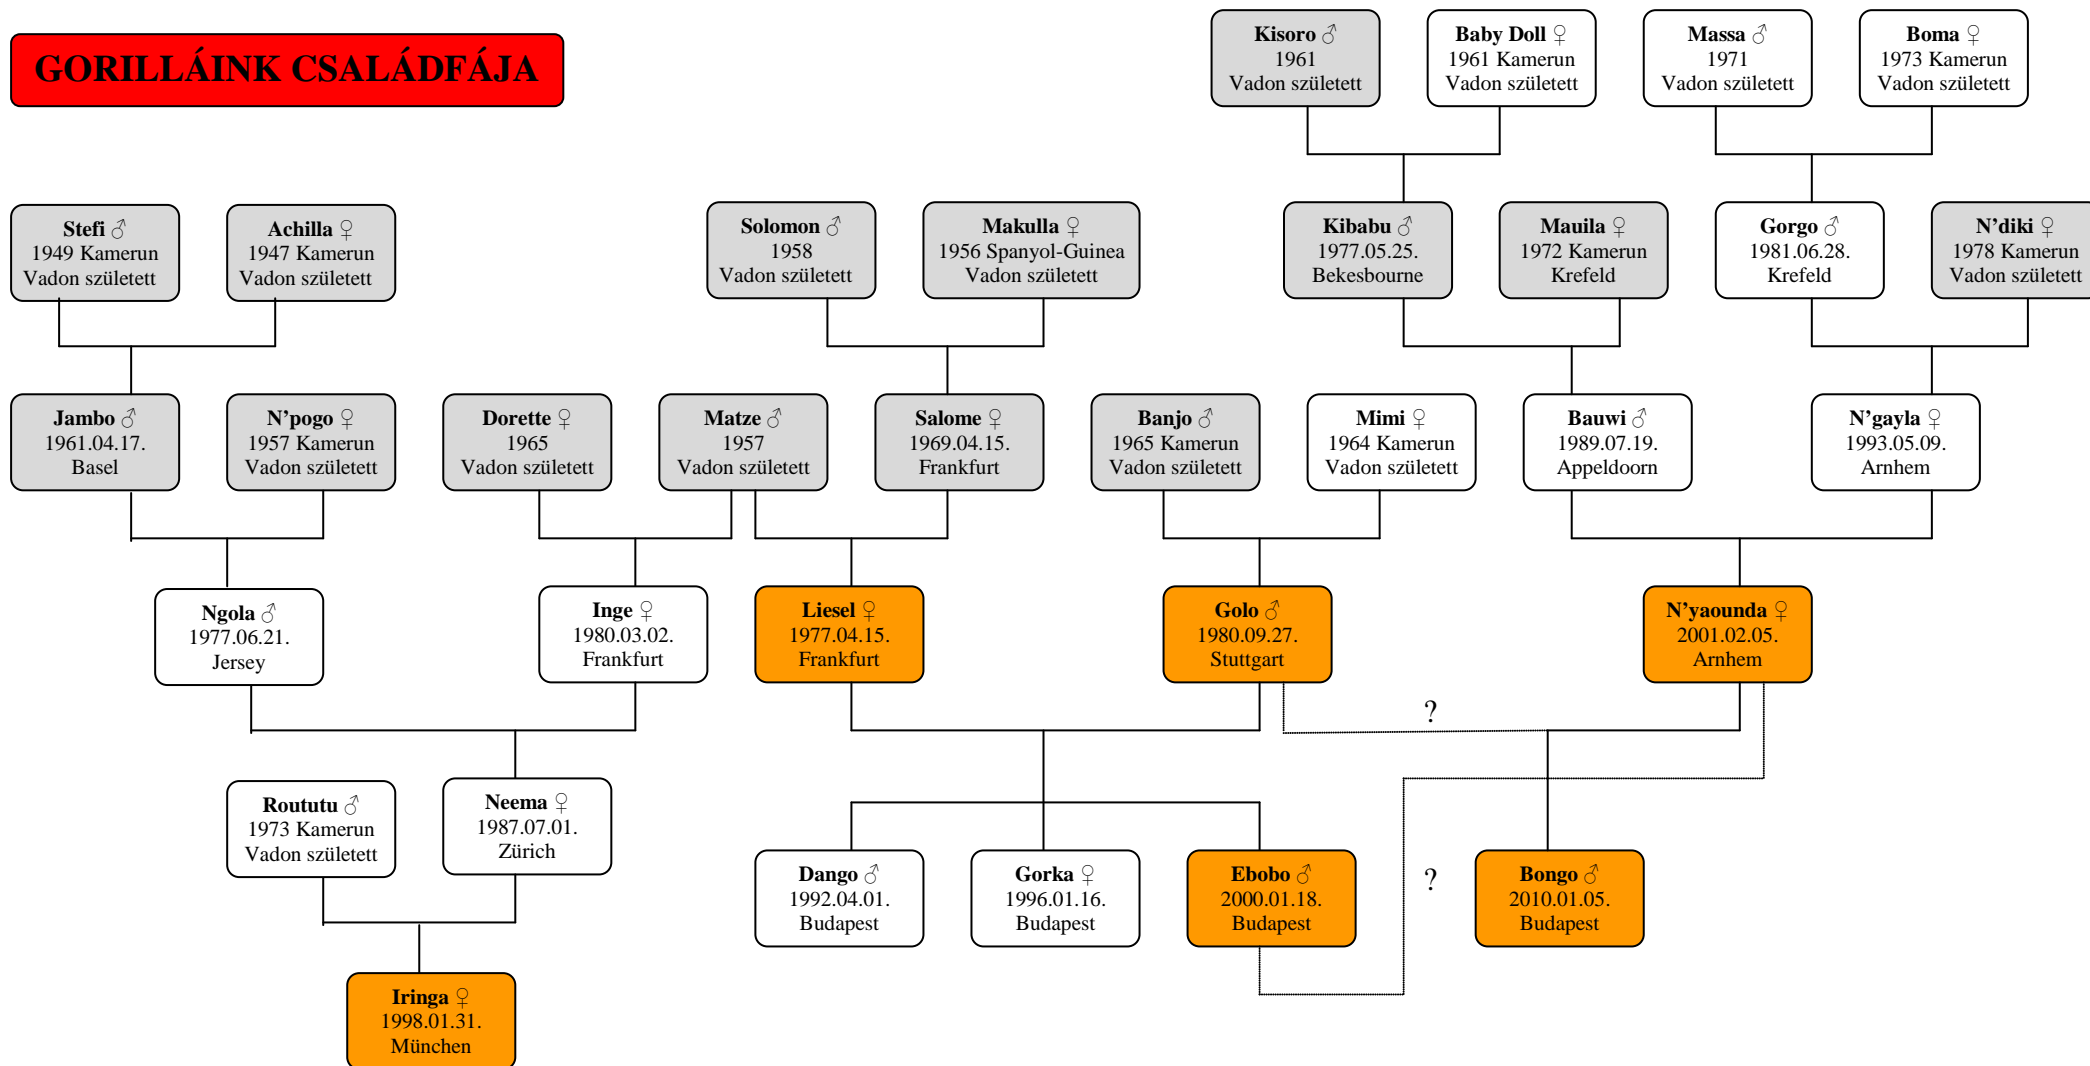 GORILLÁINK CSALÁDFÁJA
Kisoro ♂
1961
Vadon született
Baby Doll ♀
1961 Kamerun
Vadon született
Massa ♂
1971
Vadon született
Boma ♀
1973 Kamerun
Vadon született
Stefi ♂
1949 Kamerun
Vadon született
Achilla ♀
1947 Kamerun
Vadon született
Solomon ♂
1958
Vadon született
Makulla ♀
1956 Spanyol-Guinea
Vadon született
Kibabu ♂
1977.05.25.
Bekesbourne
Mauila ♀
1972 Kamerun
Krefeld
Gorgo ♂
1981.06.28.
Krefeld
N’diki ♀
1978 Kamerun
Vadon született
Jambo ♂
1961.04.17.
Basel
N’pogo ♀
1957 Kamerun
Vadon született
Dorette ♀
1965
Vadon született
Matze ♂
1957
Vadon született
Salome ♀
1969.04.15.
Frankfurt
Banjo ♂
1965 Kamerun
Vadon született
Mimi ♀
1964 Kamerun
Vadon született
Bauwi ♂
1989.07.19.
Appeldoorn
N’gayla ♀
1993.05.09.
Arnhem
Ngola ♂
1977.06.21.
Jersey
Inge ♀
1980.03.02.
Frankfurt
Liesel ♀
1977.04.15.
Frankfurt
Golo ♂
1980.09.27.
Stuttgart
N’yaounda ♀
2001.02.05.
Arnhem
?
Roututu ♂
1973 Kamerun
Vadon született
Neema ♀
1987.07.01.
Zürich
Dango ♂
1992.04.01.
Budapest
Gorka ♀
1996.01.16.
Budapest
Ebobo ♂
2000.01.18.
Budapest
?
Bongo ♂
2010.01.05.
Budapest
Iringa ♀
1998.01.31.
München